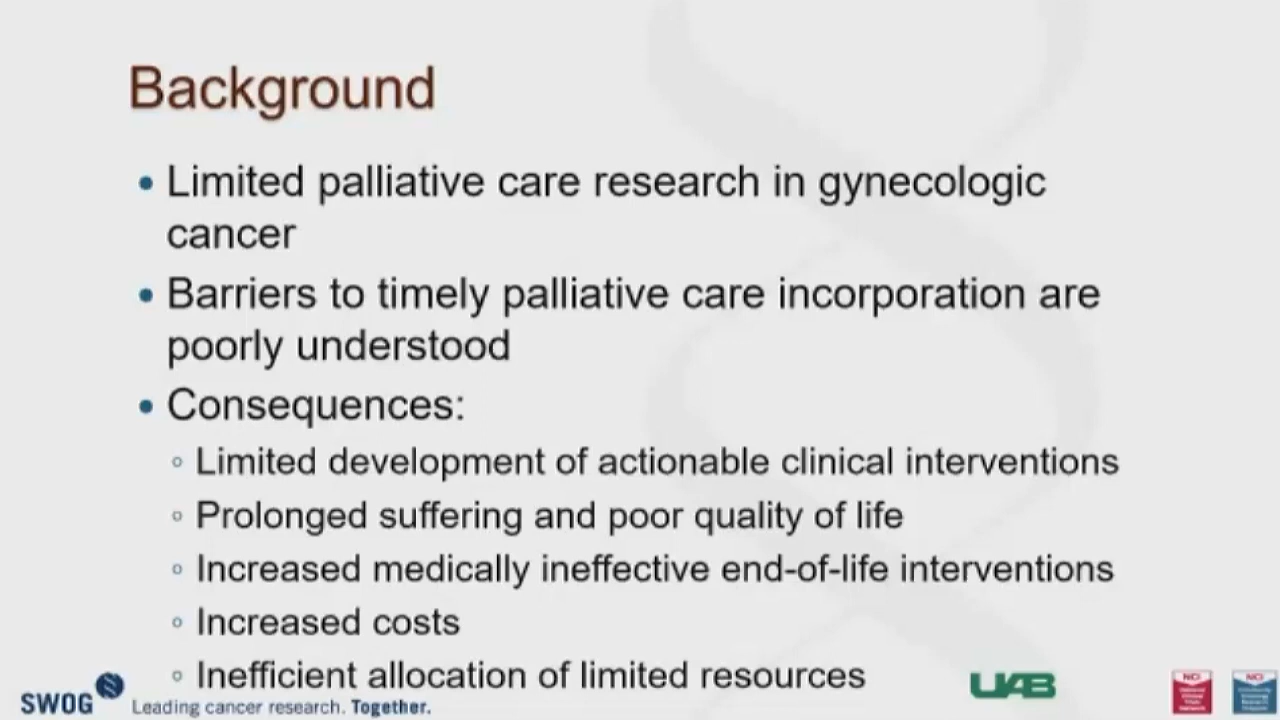 Background
• Limited palliative care research in gynecologic
cancer
• Barriers to timely palliative care incorporation are
poorly understood
• Consequences:
◦ Limited development of actionable clinical interventions
◦ Prolonged suffering and poor quality of life
◦ Increased medically ineffective end-of-life interventions
◦ Increased costs
◦ Inefficient allocation of limited resources
SWOG
Leading cancer research. Together.
UAB
NCI
NCI